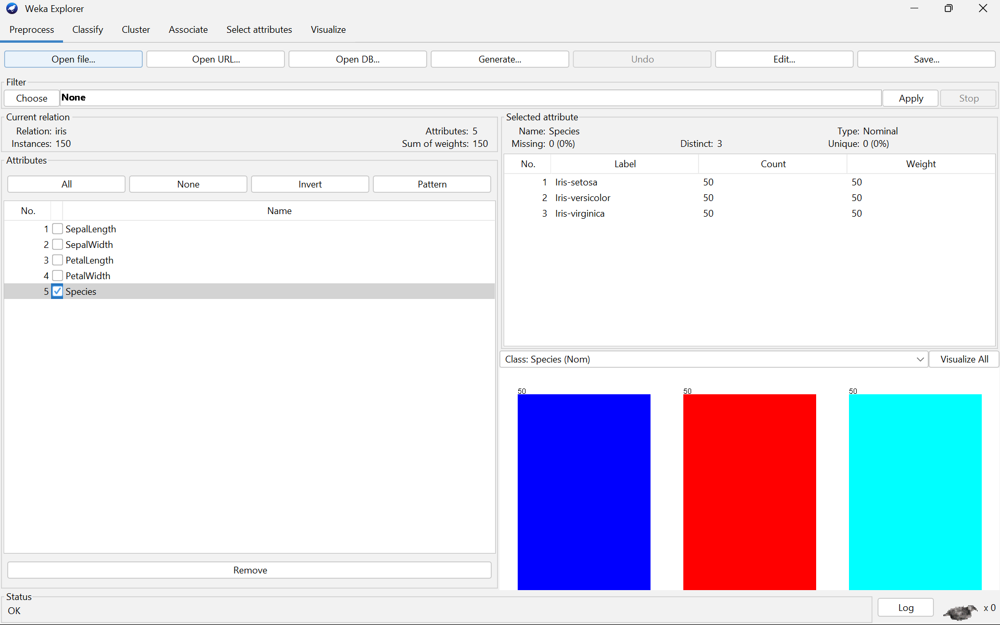 Weka Explorer
Preprocess Classify Cluster Associate Select attributes Visualize
Open file... Open URL... Open DB... Generate... Undo Edit... Save...
Filter
Choose None Apply Stop
Current relation
Relation: iris Attributes: 5
Instances: 150 Sum of weights: 150
Attributes
All None Invert Pattern
No. Name
1 SepalLength
2 SepalWidth
3 PetalLength
4 PetalWidth
5 Species
Remove
Selected attribute
Name: Species Type: Nominal
Missing: 0 (0%) Distinct: 3 Unique: 0 (0%)
No. Label Count Weight
1 Iris-setosa 50 50
2 Iris-versicolor 50 50
3 Iris-virginica 50 50
Class: Species (Nom) Visualize All
50 50 50
Status
OK
Log x 0